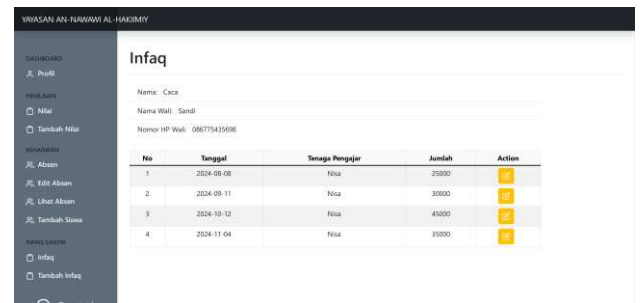 YAYASAN AN-NAWAWI AL-HAKIIMIY
DASHBOARD
Profil
PENILAIAN
Nilai
Tambah Nilai
KEHADIRAN
Absen
Edit Absen
Lihat Absen
Tambah Siswa
INFAQ SANTRI
Infaq
Tambah Infaq
Infaq
Nama: Caca
Nama Wali: Sandi
Nomor HP Wali: 086775435698
No Tanggal Tenaga Pengajar Jumlah Action
1 2024-08-08 Nisa 25000
2 2024-09-11 Nisa 30000
3 2024-10-12 Nisa 45000
4 2024-11-04 Nisa 35000